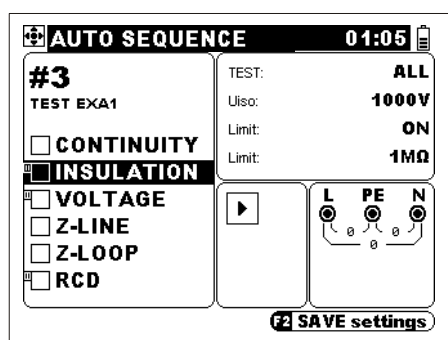 AUTO SEQUENCE 01:05
#3
TEST EXA1
CONTINUITY
INSULATION
VOLTAGE
Z-LINE
Z-LOOP
RCD
TEST: ALL
Uiso: 1000V
Limit: ON
Limit: 1MΩ
L PE N
0 0
0
F2 SAVE settings